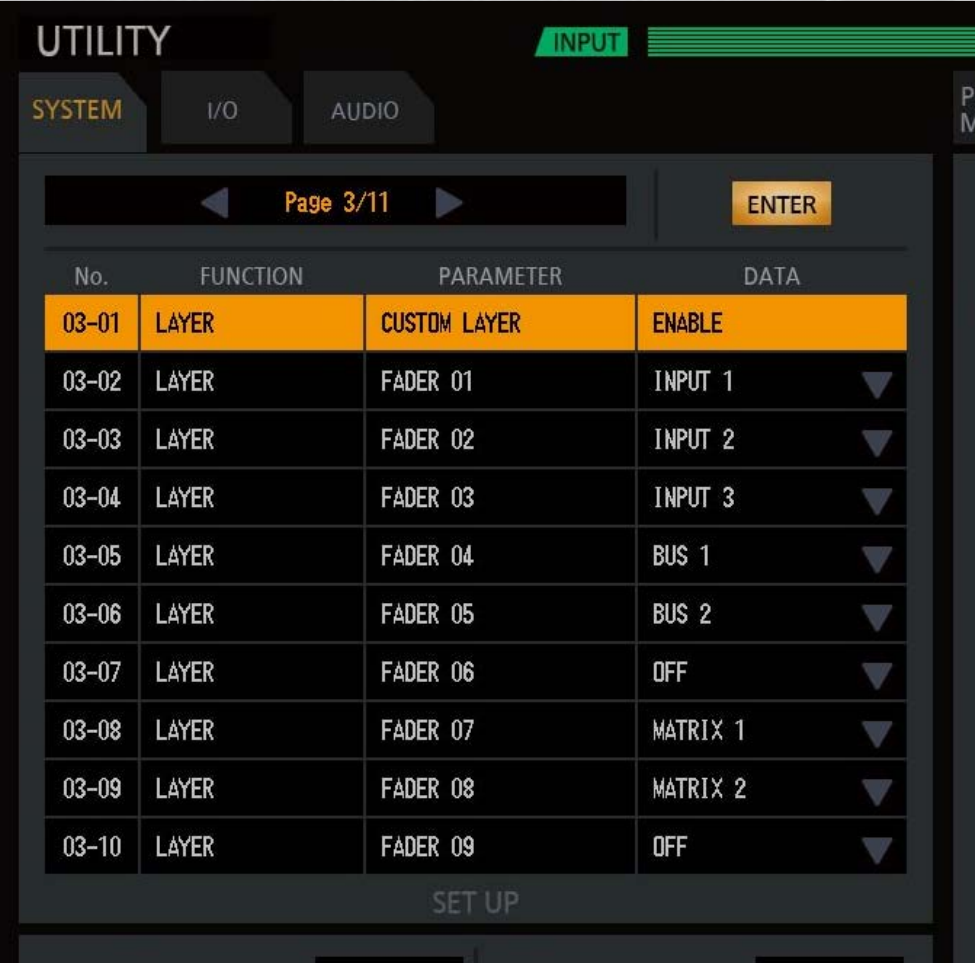 UTILITY
INPUT
SYSTEM I/O AUDIO
P
M
Page 3/11 ENTER
No. FUNCTION PARAMETER DATA
03-01 LAYER CUSTOM LAYER ENABLE
03-02 LAYER FADER 01 INPUT 1
03-03 LAYER FADER 02 INPUT 2
03-04 LAYER FADER 03 INPUT 3
03-05 LAYER FADER 04 BUS 1
03-06 LAYER FADER 05 BUS 2
03-07 LAYER FADER 06 OFF
03-08 LAYER FADER 07 MATRIX 1
03-09 LAYER FADER 08 MATRIX 2
03-10 LAYER FADER 09 OFF
SET UP